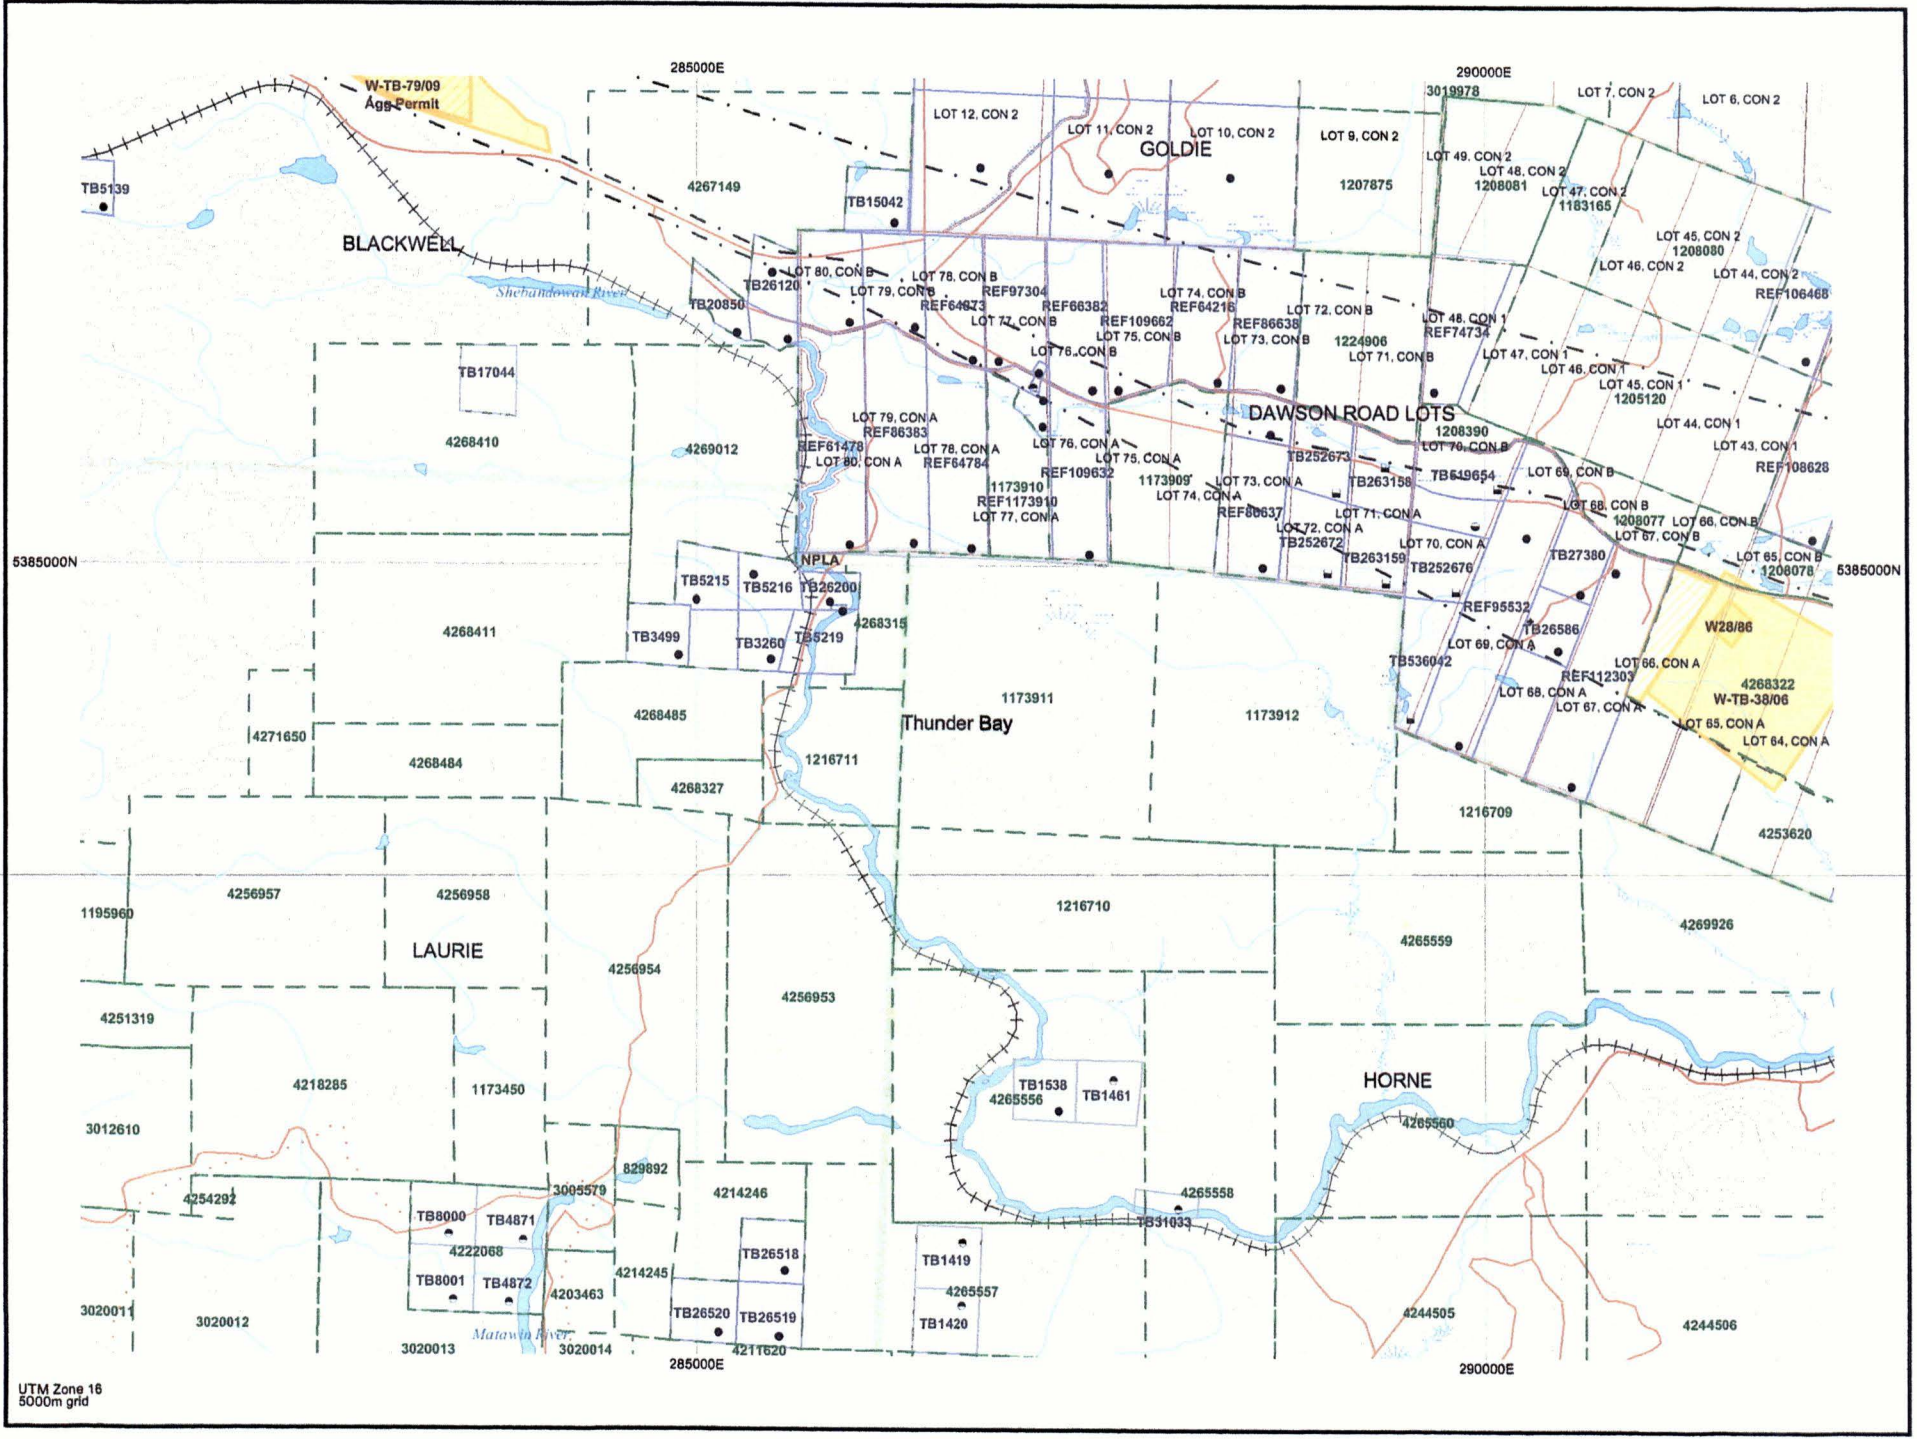 285000E
290000E
W-TB-79/09
Agg Permit
3019978
LOT 7, CON 2
LOT 6, CON 2
LOT 12, CON 2
LOT 11, CON 2
LOT 10, CON 2
LOT 9, CON 2
GOLDIE
LOT 49, CON 2
LOT 48, CON 2
1208081
LOT 47, CON 2
1183165
TB5139
4267149
1207875
TB15042
BLACKWELL
LOT 45, CON 2
1208080
LOT 46, CON 2
LOT 44, CON 2
REF106468
Shebandowan River
TB26120
TB20850
LOT 80, CON B
LOT 79, CON B
LOT 78, CON B
REF97304
REF64973
LOT 77, CON B
REF66382
LOT 76, CON B
REF109662
LOT 75, CON B
LOT 74, CON B
REF64216
REF86638
LOT 73, CON B
LOT 72, CON B
1224906
LOT 71, CON B
LOT 48, CON 1
REF74734
LOT 47, CON 1
LOT 46, CON 1
LOT 45, CON 1
1205120
LOT 44, CON 1
LOT 43, CON 1
REF108628
TB17044
4268410
4269012
DAWSON ROAD LOTS
1208390
LOT 70, CON B
LOT 79, CON A
REF86383
REF61478
LOT 80, CON A
LOT 78, CON A
REF64784
1173910
REF1173910
LOT 77, CON A
LOT 76, CON A
REF109632
LOT 75, CON A
1173909
LOT 74, CON A
LOT 73, CON A
REF86637
TB252673
TB263158
TB519654
LOT 72, CON A
TB252672
LOT 71, CON A
TB263159
LOT 70, CON A
TB252676
LOT 69, CON B
LOT 68, CON B
1208077
LOT 67, CON B
LOT 66, CON B
LOT 65, CON B
1208078
TB27380
5385000N
5385000N
NPLA
TB5215
TB5216
TB26200
TB3499
TB3260
TB5219
4268315
4268411
REF95532
TB26586
LOT 69, CON A
TB536042
REF112303
LOT 68, CON A
LOT 67, CON A
W28/86
LOT 66, CON A
4268322
W-TB-38/06
LOT 65, CON A
LOT 64, CON A
1173911
1173912
Thunder Bay
4268485
4271650
4268484
1216711
4268327
1216709
4253620
4256957
4256958
1195960
LAURIE
1216710
4265559
4269926
4256954
4256953
4251319
4218285
1173450
3012610
TB1538
4265556
TB1461
HORNE
4265560
829892
3005579
4254292
4214246
4265558
TB31033
TB8000
TB4871
4222068
TB8001
TB4872
TB26518
TB1419
4214245
4203463
TB26520
TB26519
4265557
TB1420
3020011
3020012
3020013
Matawin River
3020014
4211620
4244505
4244506
285000E
290000E
UTM Zone 16
5000m grid